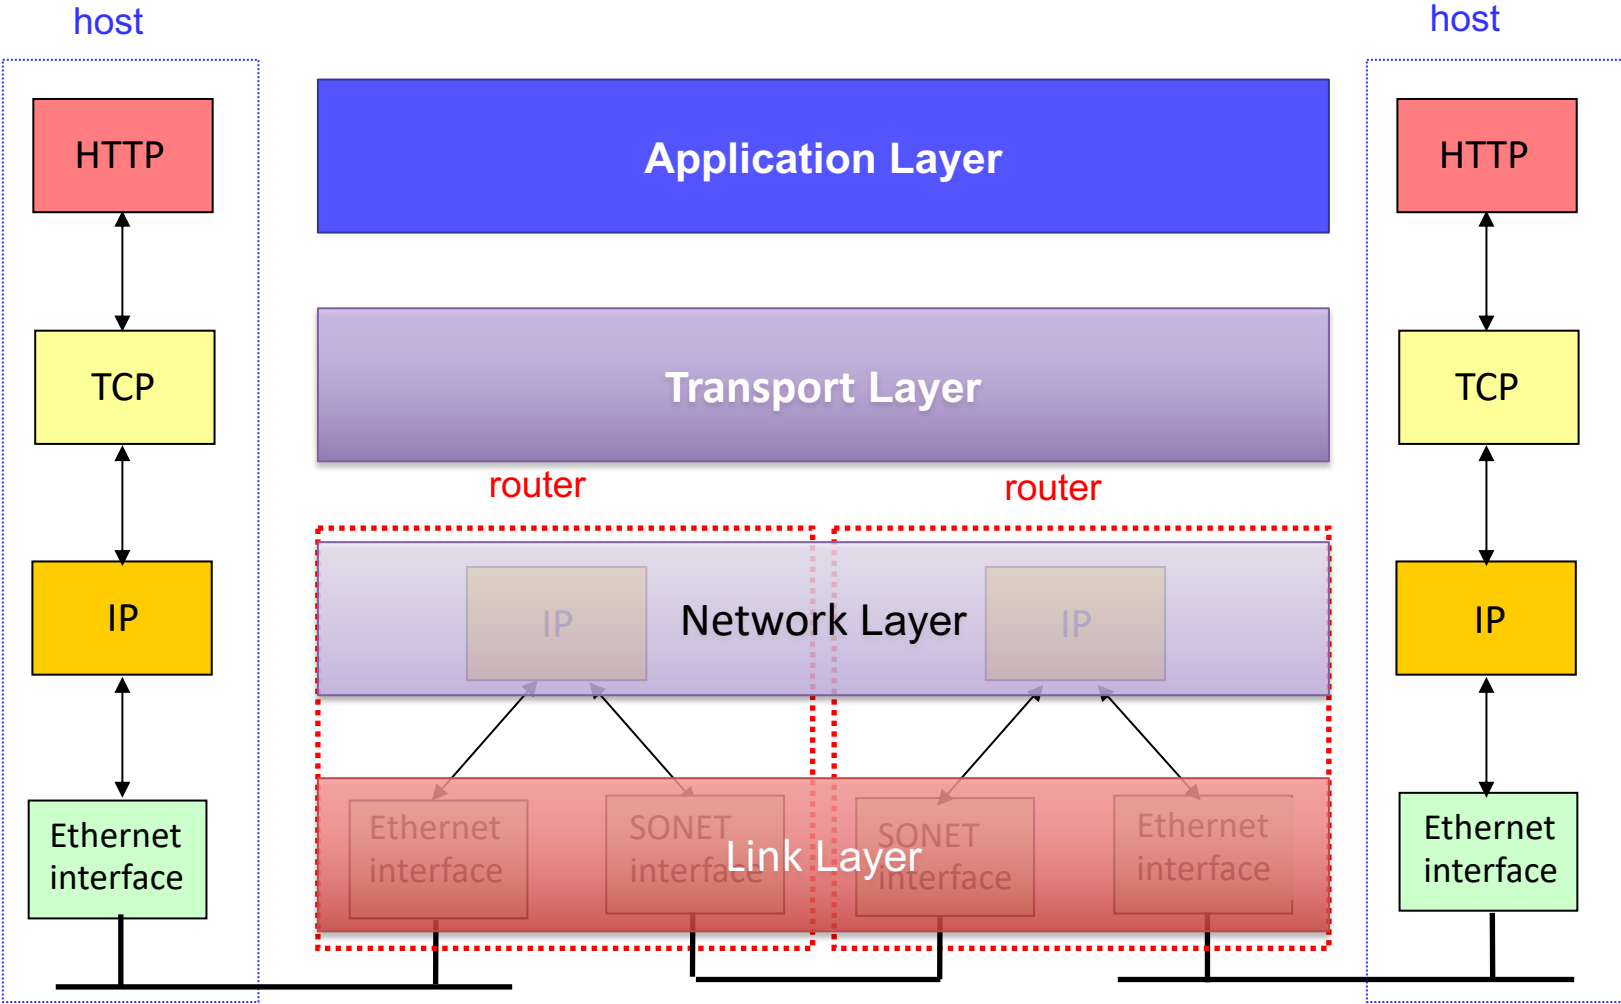 host
host
HTTP
Application Layer
HTTP
TCP
Transport Layer
TCP
router
router
IP
IP
Network Layer
IP
IP
Ethernet
interface
Ethernet
interface
SONET
interface
Link Layer
SONET
interface
Ethernet
interface
Ethernet
interface